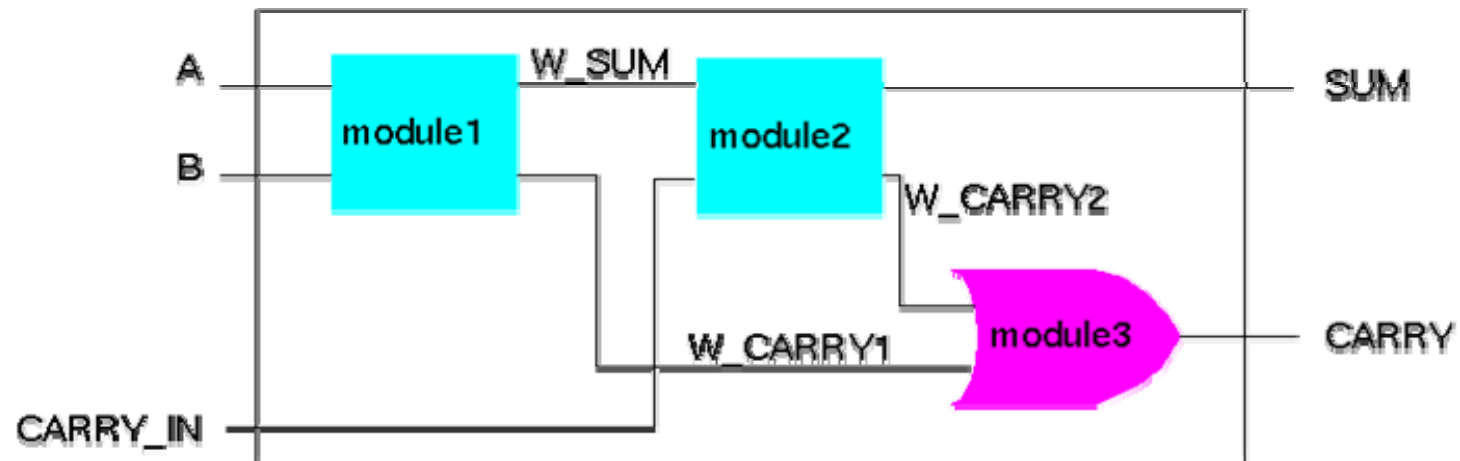 A
W_SUM
SUM
module1
module2
B
W_CARRY2
module3
CARRY
W_CARRY1
CARRY_IN